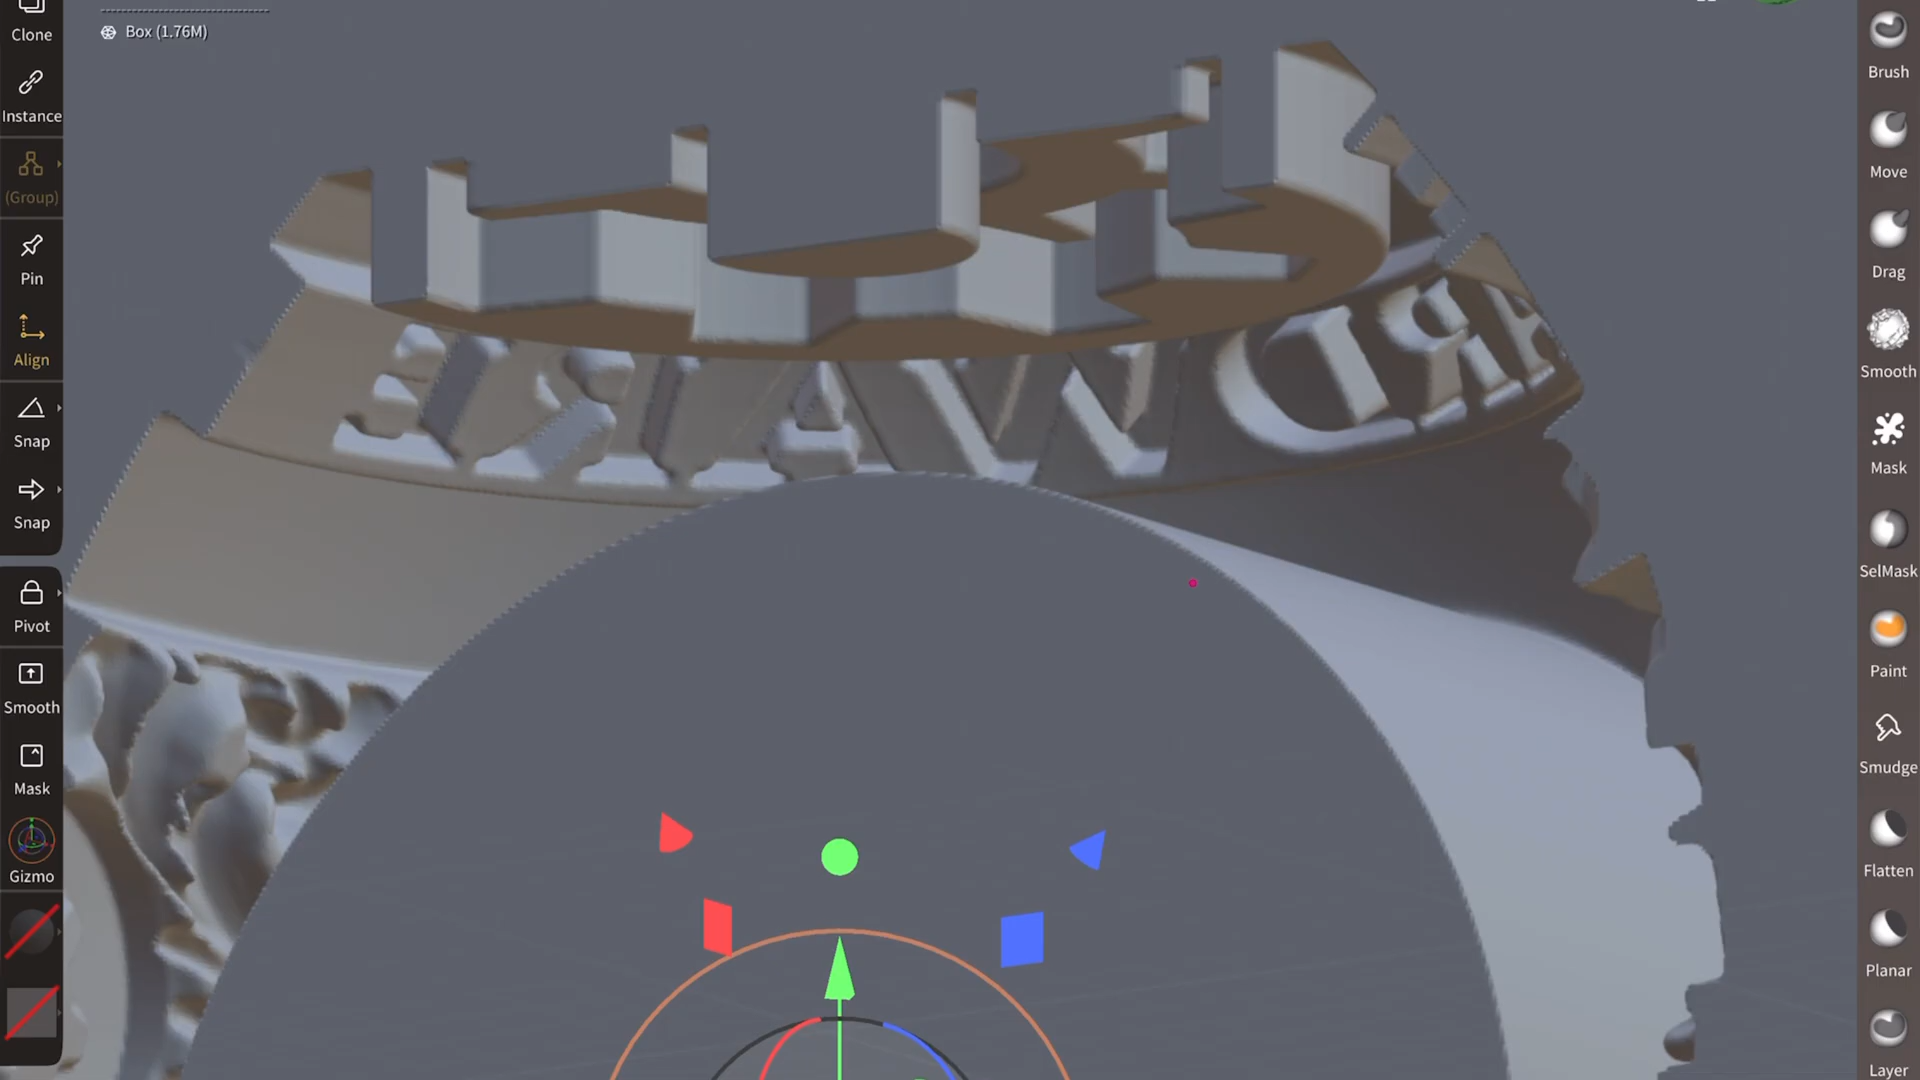 Clone
Box (1.76M)
Instance
(Group)
Pin
Align
Snap
Snap
Pivot
Smooth
Mask
Gizmo
Brush
Move
Drag
Smooth
Mask
SelMask
Paint
Smudge
Flatten
Planar
Layer